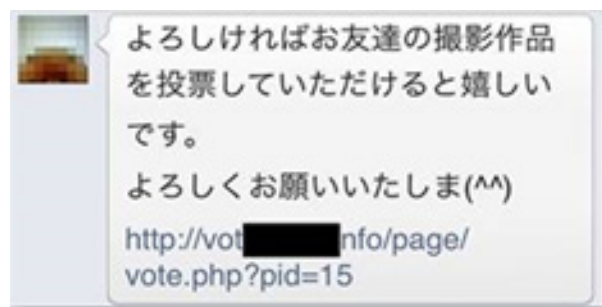 よろしければお友達の撮影作品
を投票していただけると嬉しい
です。
よろしくお願いいたしま(^^)
http://vot nfo/page/
vote.php?pid=15